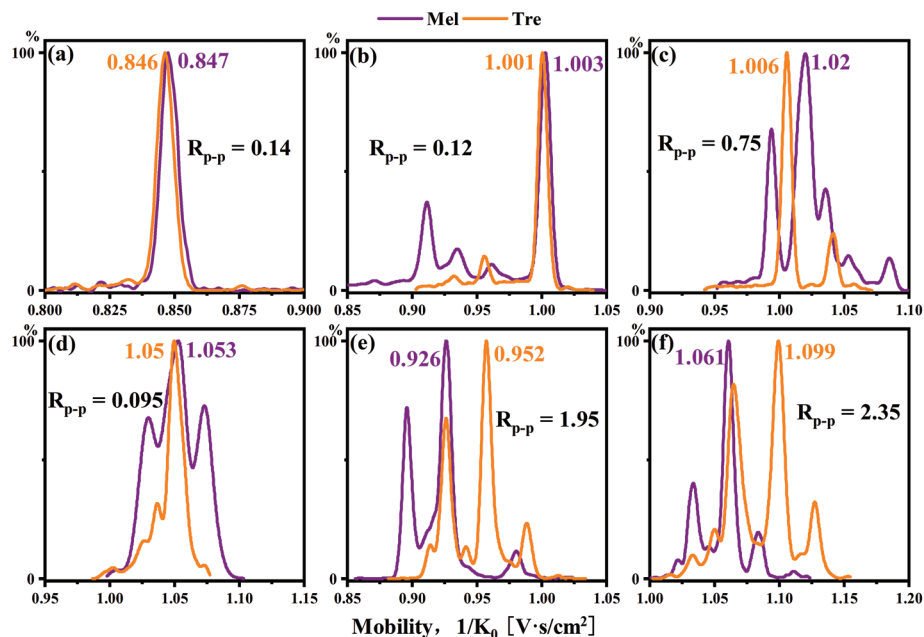 Mel Tre
% % %
(a) 0.846 0.847 (b) 1.001 1.003 (c) 1.006 1.02
100 100 100
Rp-p = 0.14 Rp-p = 0.12 Rp-p = 0.75
0 0 0
0.800 0.825 0.850 0.875 0.900 0.85 0.90 0.95 1.00 1.05 0.95 1.00 1.05 1.10
% % %
(d) 1.05 1.053 (e) 0.926 0.952 (f) 1.061 1.099
100 100 100
Rp-p = 0.095 Rp-p = 1.95 Rp-p = 2.35
0 0 0
0.95 1.00 1.05 1.10 1.15 0.85 0.90 0.95 1.00 1.05 1.00 1.05 1.10 1.15 1.20
Mobility, 1/K0 [V·s/cm²]